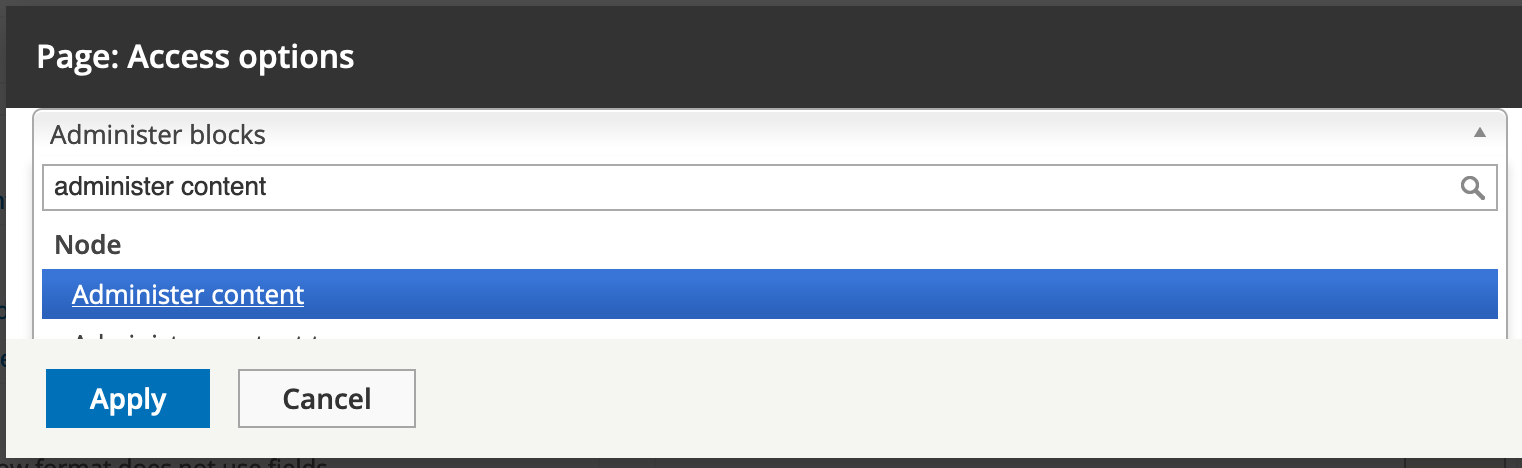 Page: Access options
Administer blocks
administer content
Node
Administer content
Apply
Cancel